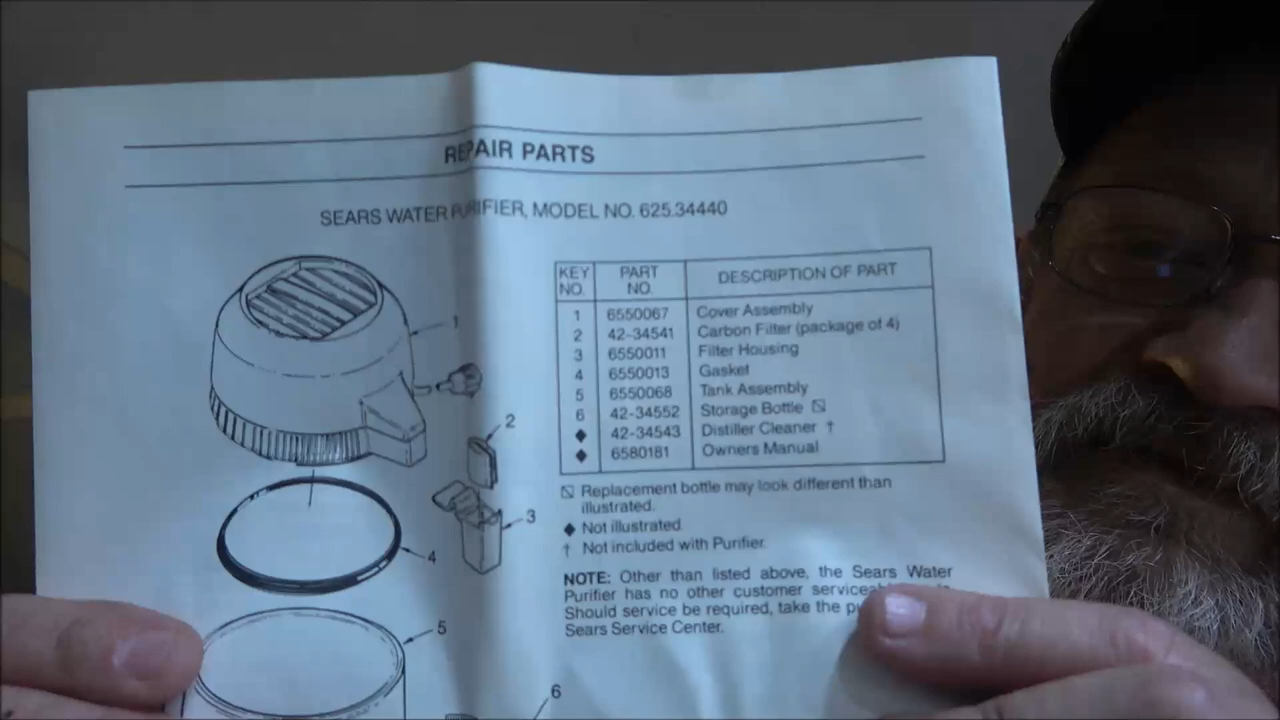 REPAIR PARTS
SEARS WATER PURIFIER, MODEL NO. 625.34440
KEY NO. PART NO. DESCRIPTION OF PART
1 6550067 Cover Assembly
2 42-34541 Carbon Filter (package of 4)
3 6550011 Filter Housing
4 6550013 Gasket
5 6550068 Tank Assembly
6 42-34552 Storage Bottle ⍂
◆ 42-34543 Distiller Cleaner †
◆ 6580181 Owners Manual
⍂ Replacement bottle may look different than
illustrated.
◆ Not illustrated
† Not included with Purifier.
NOTE: Other than listed above, the Sears Water
Purifier has no other customer
Should service be required, take the
Sears Service Center.
1
2
3
4
5
6